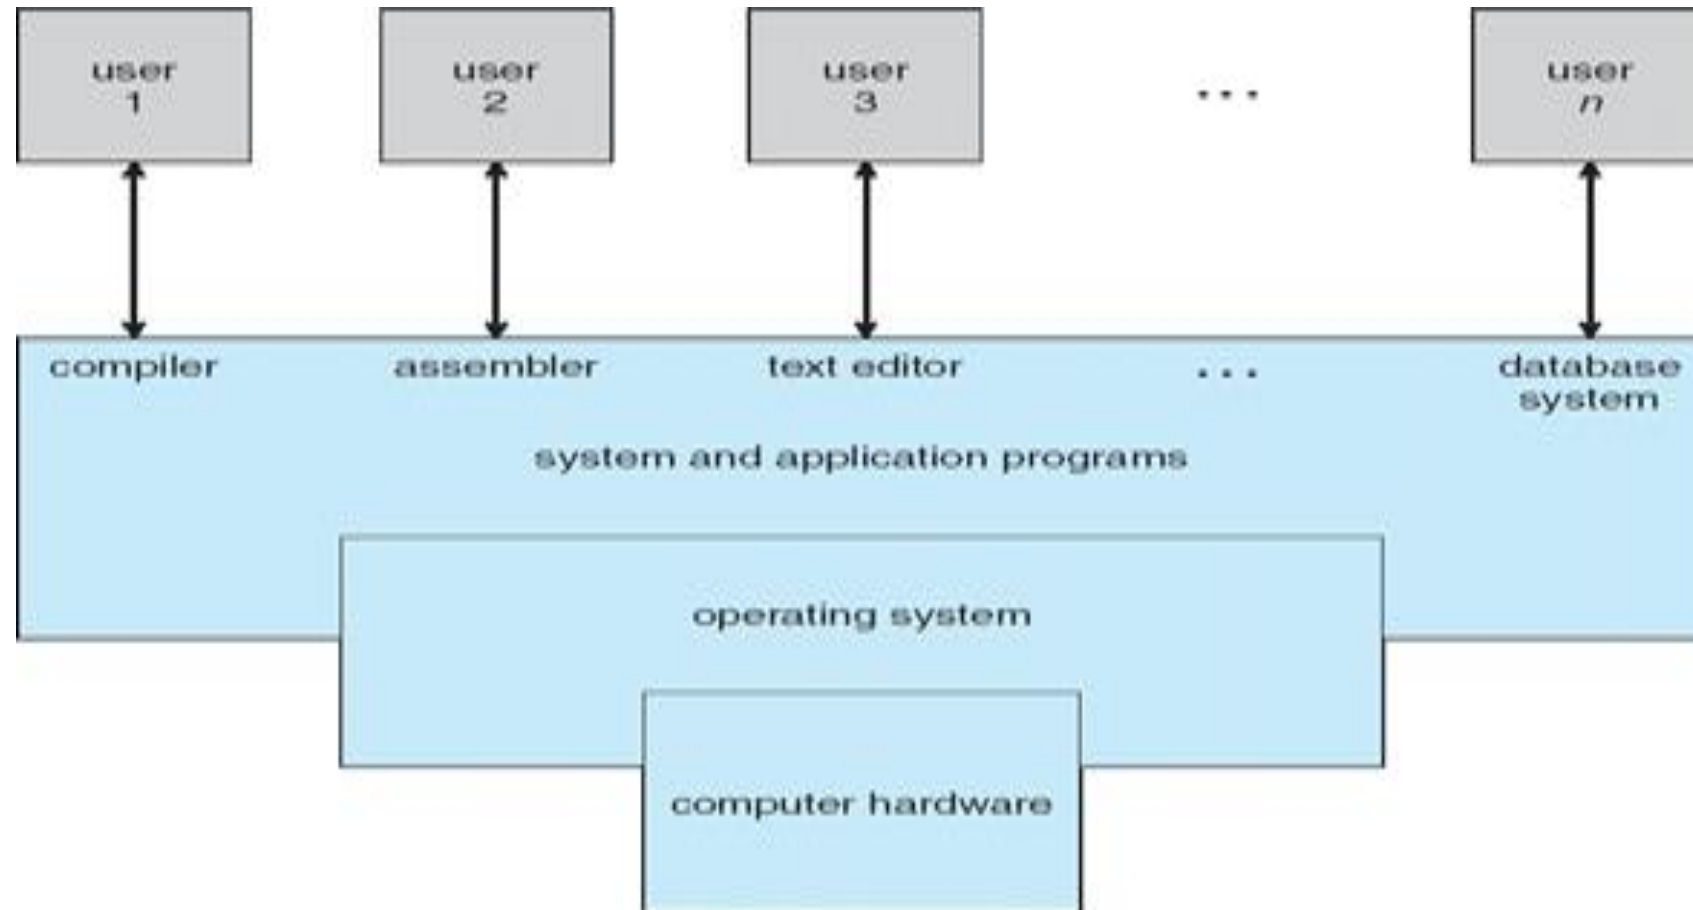 user
1
user
2
user
3
...
user
n
compiler
assembler
text editor
...
database
system
system and application programs
operating system
computer hardware